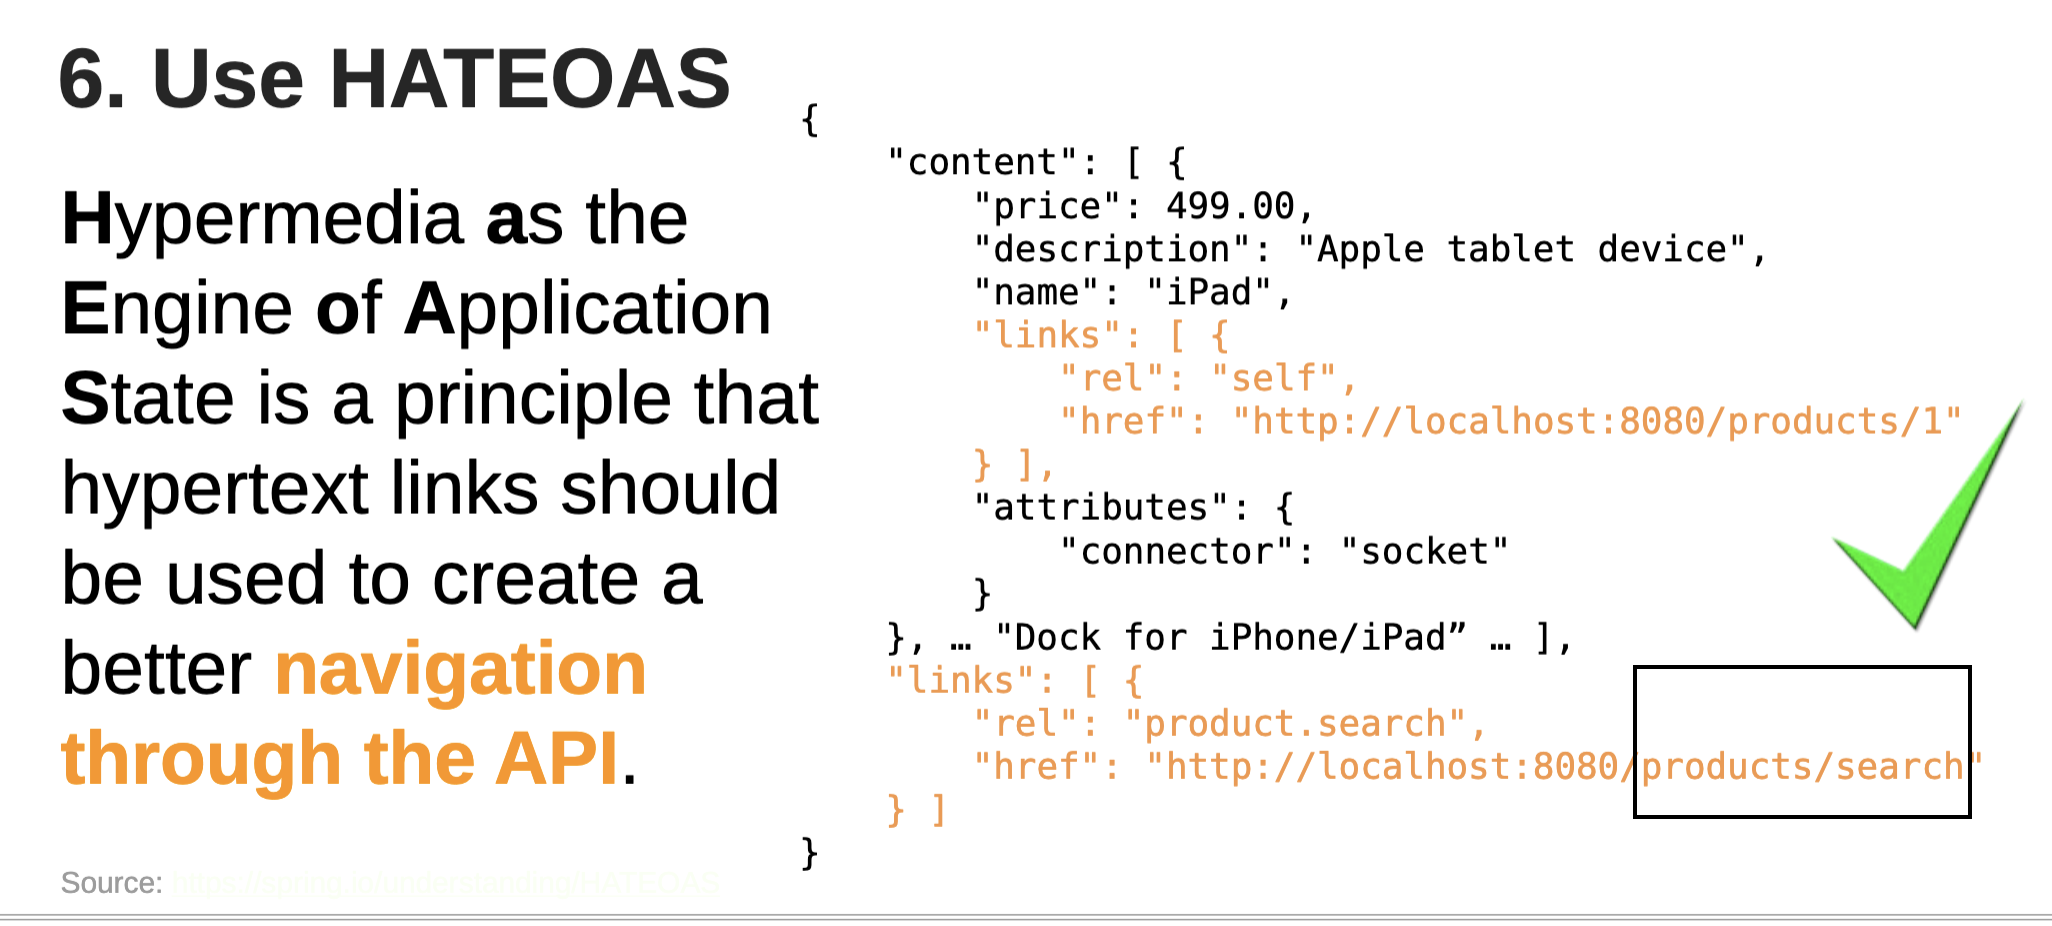 6. Use HATEOAS
Hypermedia as the
Engine of Application
State is a principle that
hypertext links should
be used to create a
better navigation
through the API.
{
"content": [ {
"price": 499.00,
"description": "Apple tablet device",
"name": "iPad",
"links": [ {
"rel": "self",
"href": "http://localhost:8080/products/1"
} ],
"attributes": {
"connector": "socket"
}
}, … "Dock for iPhone/iPad” … ],
"links": [ {
"rel": "product.search",
"href": "http://localhost:8080/products/search"
} ]
}
Source: https://spring.io/understanding/HATEOAS